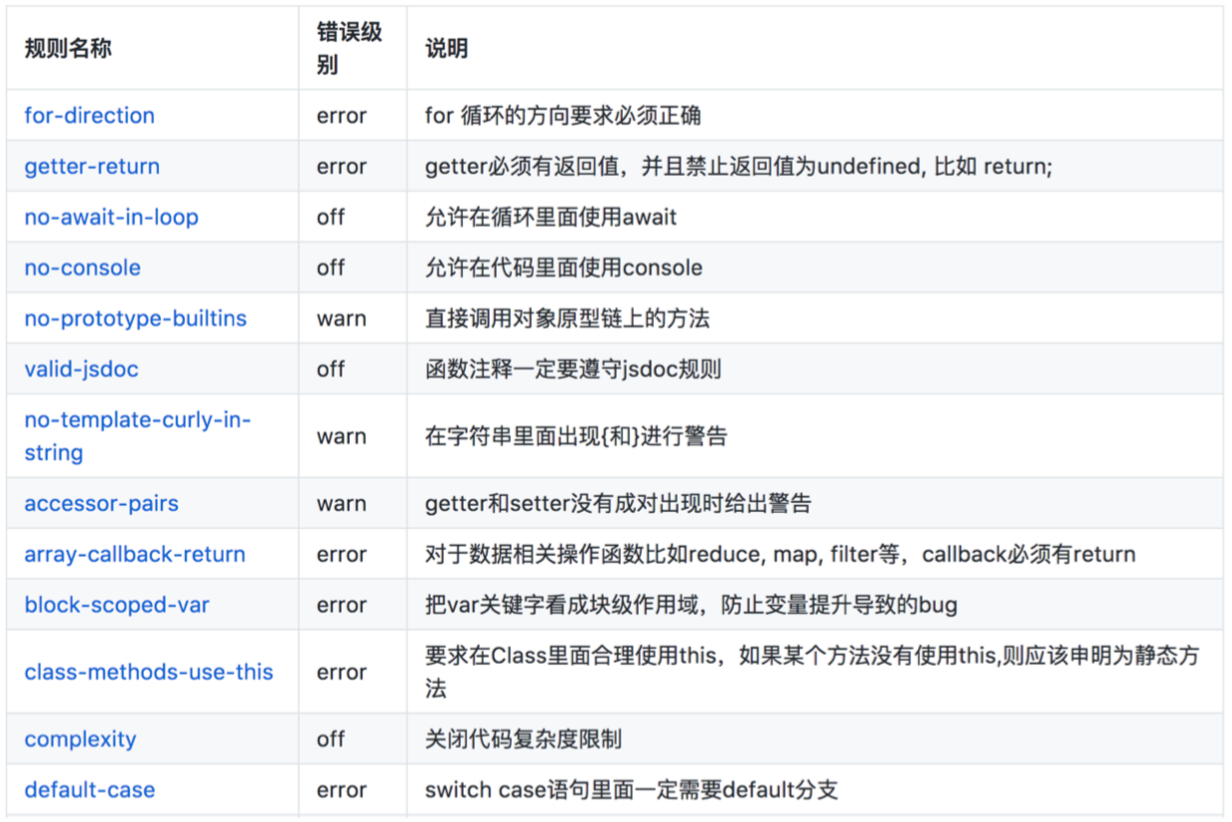 规则名称 错误级别 说明
for-direction error for 循环的方向要求必须正确
getter-return error getter必须有返回值，并且禁止返回值为undefined, 比如 return;
no-await-in-loop off 允许在循环里面使用await
no-console off 允许在代码里面使用console
no-prototype-builtins warn 直接调用对象原型链上的方法
valid-jsdoc off 函数注释一定要遵守jsdoc规则
no-template-curly-in-string warn 在字符串里面出现{和}进行警告
accessor-pairs warn getter和setter没有成对出现时给出警告
array-callback-return error 对于数据相关操作函数比如reduce, map, filter等，callback必须有return
block-scoped-var error 把var关键字看成块级作用域，防止变量提升导致的bug
class-methods-use-this error 要求在Class里面合理使用this，如果某个方法没有使用this,则应该申明为静态方法
complexity off 关闭代码复杂度限制
default-case error switch case语句里面一定需要default分支